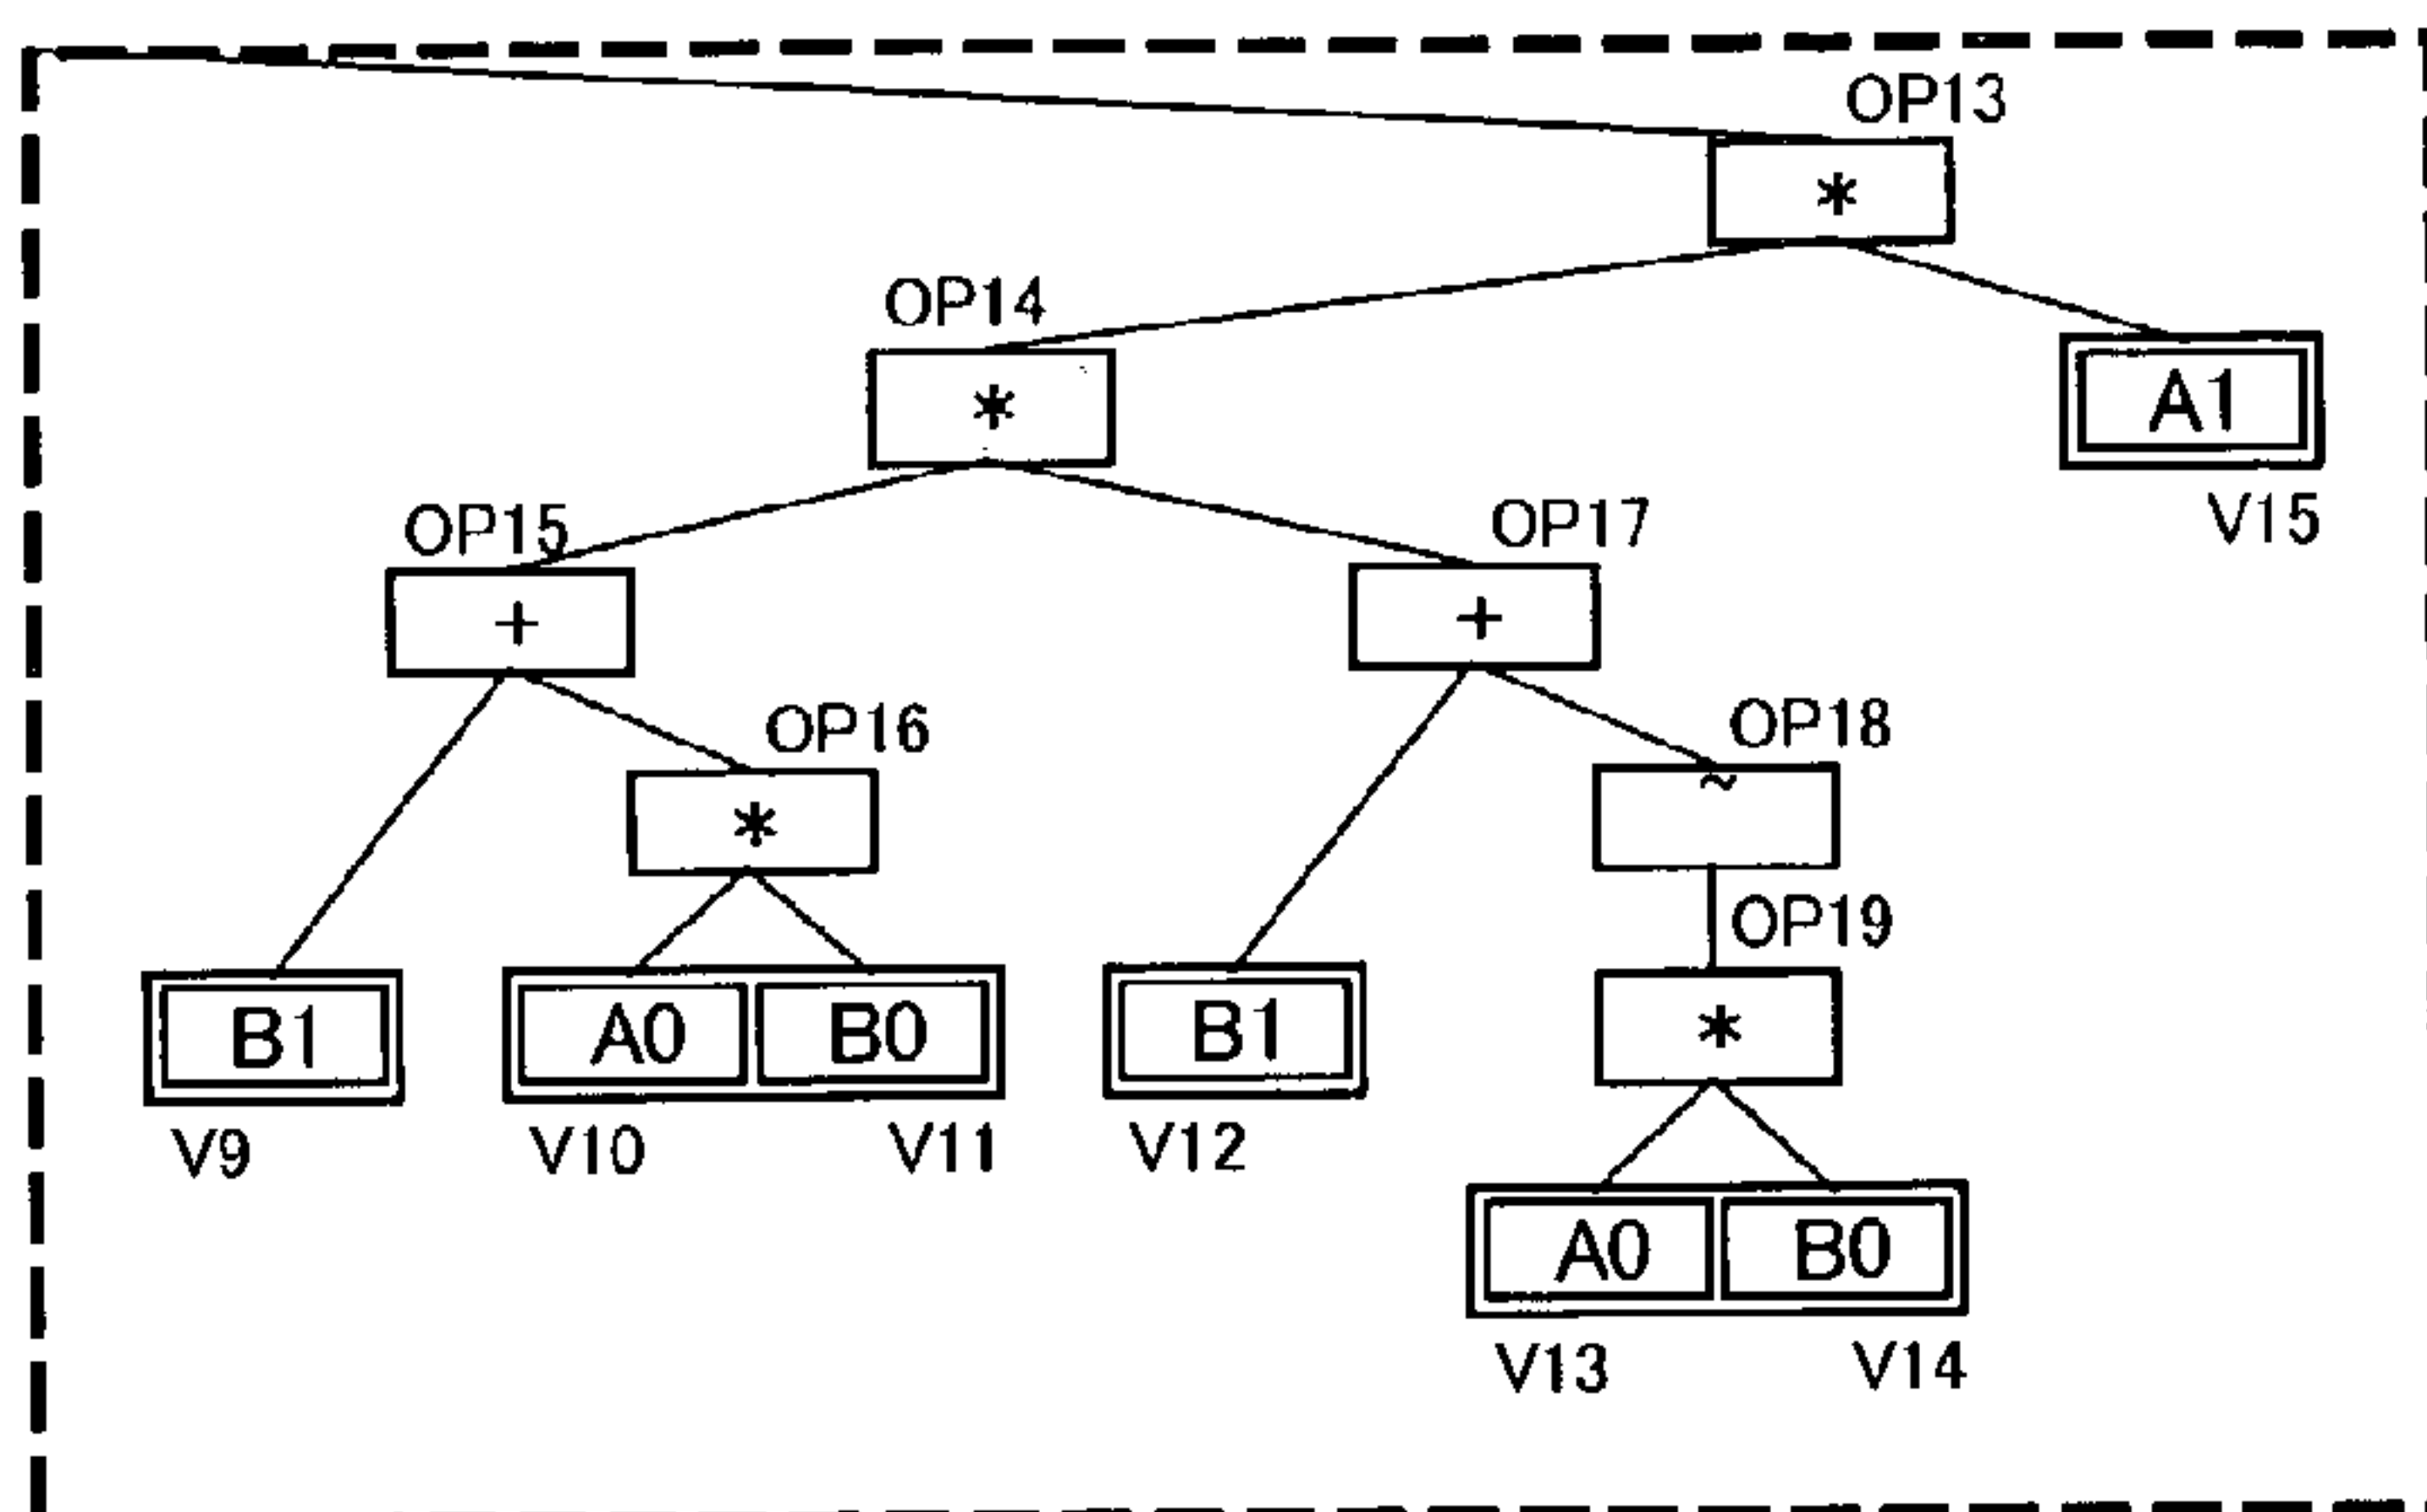 OP13
*
OP14
*
A1
V15
OP15
+
OP17
+
OP16
*
OP18
~
OP19
*
B1
A0 B0
B1
V9
V10 V11
V12
A0 B0
V13 V14